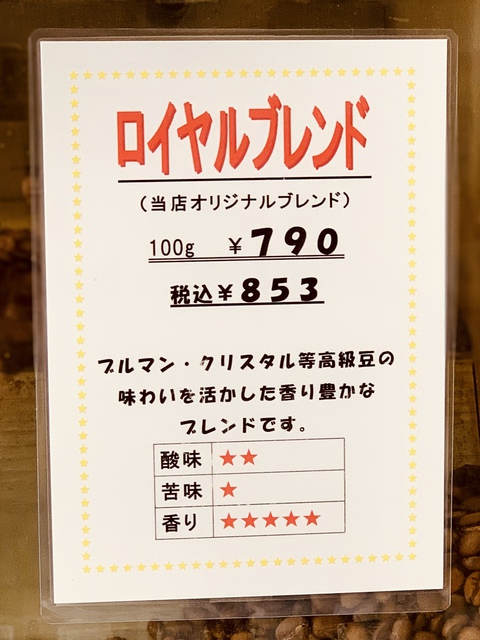 ロイヤルブレンド
（当店オリジナルブレンド）
100g ￥790
税込￥853
ブルマン・クリスタル等高級豆の
味わいを活かした香り豊かな
ブレンドです。
酸味 ★★
苦味 ★
香り ★★★★★